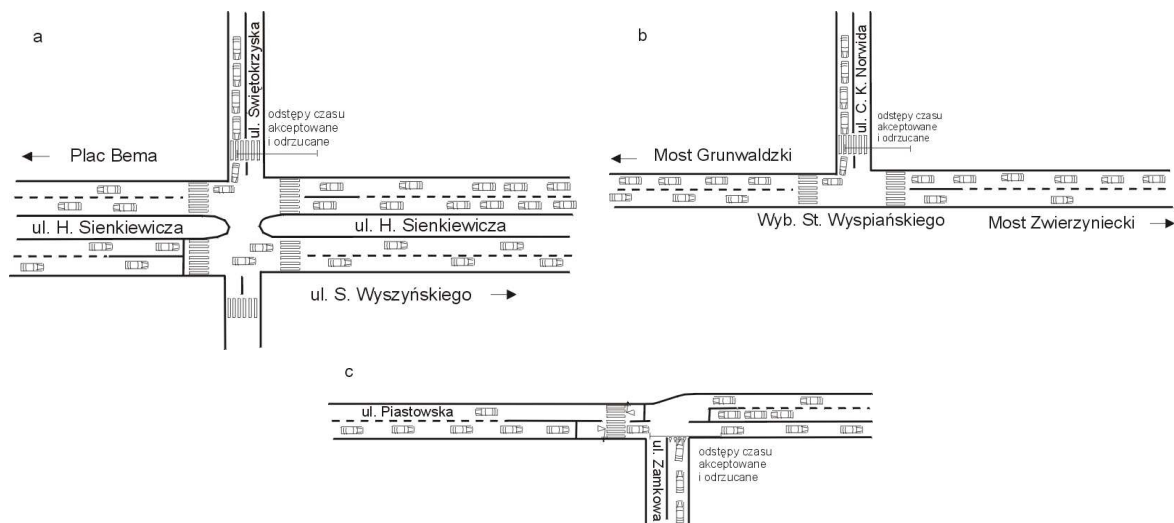 a
ul. Świętokrzyska
odstępy czasu
akceptowane
i odrzucane
Plac Bema
ul. H. Sienkiewicza
ul. H. Sienkiewicza
ul. S. Wyszyńskiego
b
ul. C. K. Norwida
odstępy czasu
akceptowane
i odrzucane
Most Grunwaldzki
Wyb. St. Wyspiańskiego
Most Zwierzyniecki
c
ul. Piastowska
ul. Zamkowa
odstępy czasu
akceptowane
i odrzucane